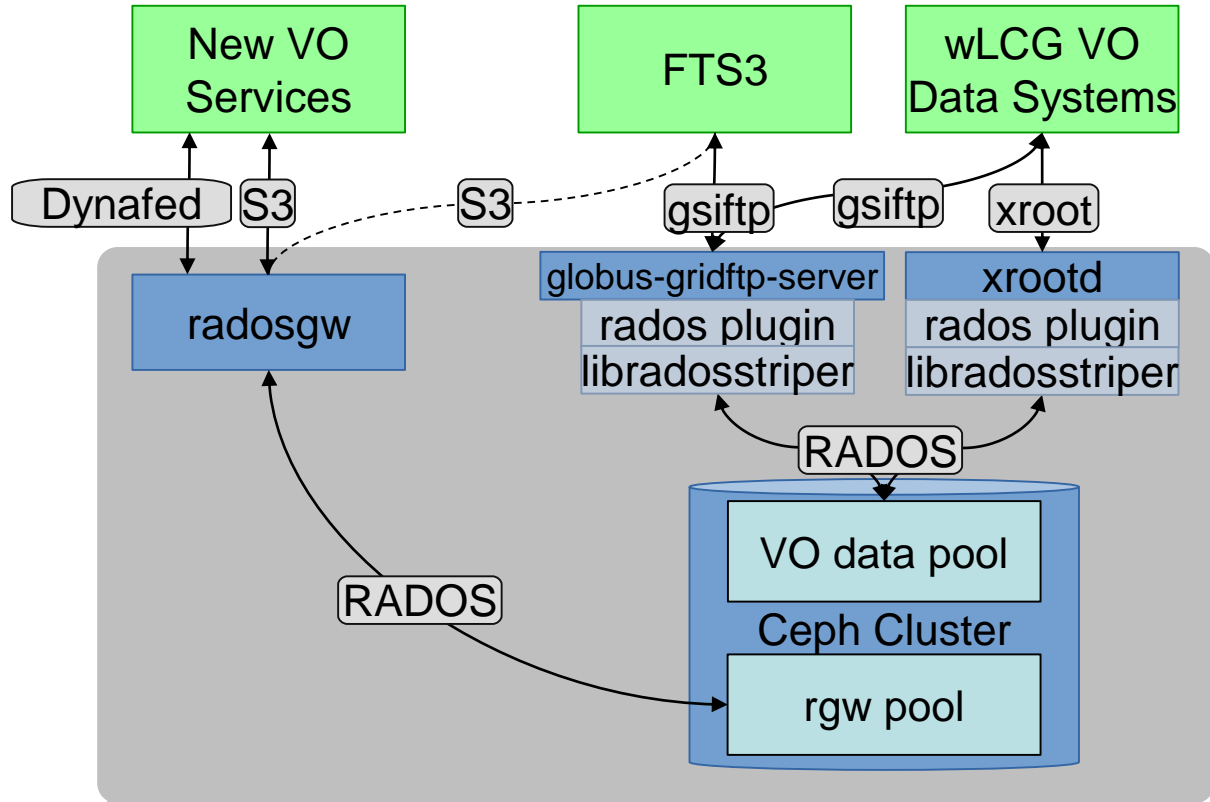 New VO
Services
FTS3
wLCG VO
Data Systems
Dynafed
S3
S3
gsiftp
gsiftp
xroot
radosgw
globus-gridftp-server
rados plugin
libradosstriper
xrootd
rados plugin
libradosstriper
RADOS
VO data pool
Ceph Cluster
RADOS
rgw pool